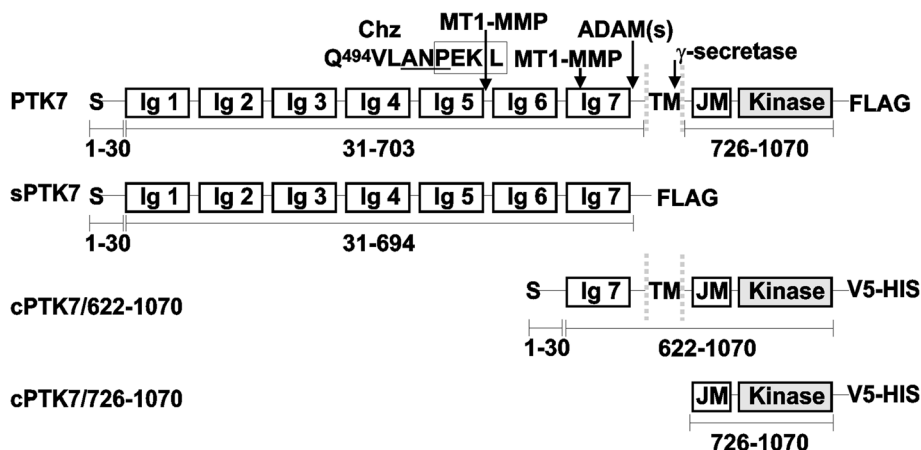 MT1-MMP
Chz
ADAM(s)
Q494VLANPEKL
MT1-MMP
γ-secretase
PTK7 S Ig 1 Ig 2 Ig 3 Ig 4 Ig 5 Ig 6 Ig 7 TM JM Kinase FLAG
1-30 31-703 726-1070
sPTK7 S Ig 1 Ig 2 Ig 3 Ig 4 Ig 5 Ig 6 Ig 7 FLAG
1-30 31-694
cPTK7/622-1070 S Ig 7 TM JM Kinase V5-HIS
1-30 622-1070
cPTK7/726-1070 JM Kinase V5-HIS
726-1070